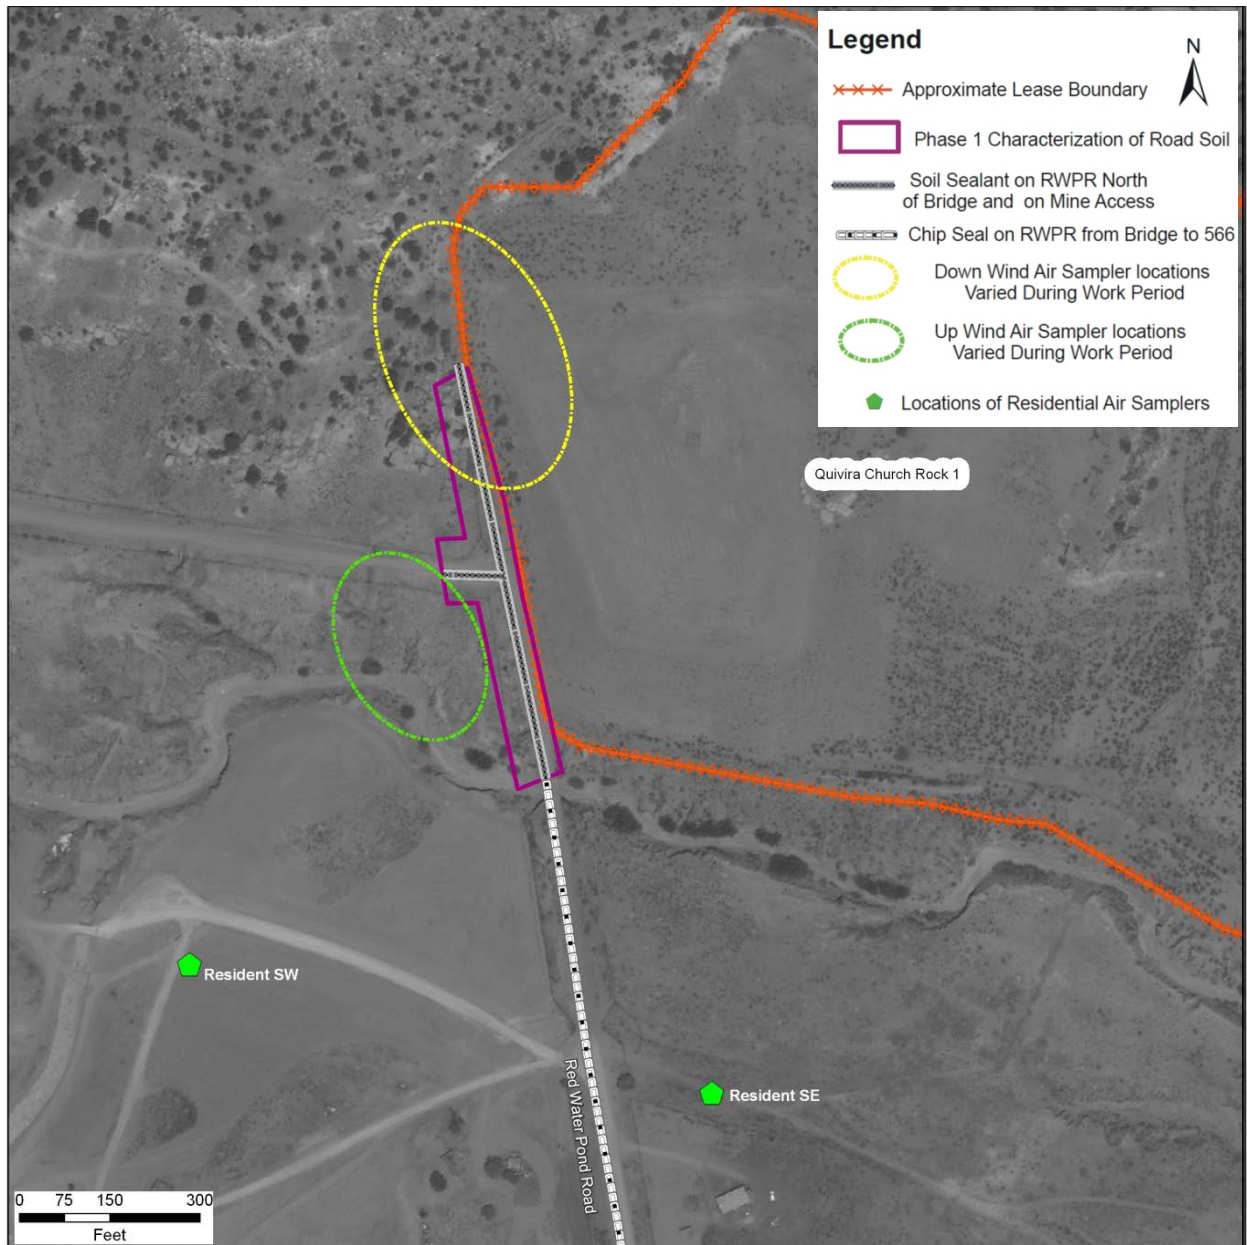 Legend
N
Approximate Lease Boundary
Phase 1 Characterization of Road Soil
Soil Sealant on RWPR North
of Bridge and on Mine Access
Chip Seal on RWPR from Bridge to 566
Down Wind Air Sampler locations
Varied During Work Period
Up Wind Air Sampler locations
Varied During Work Period
Locations of Residential Air Samplers
Quivira Church Rock 1
Resident SW
Resident SE
Red Water Pond Road
0 75 150 300
Feet